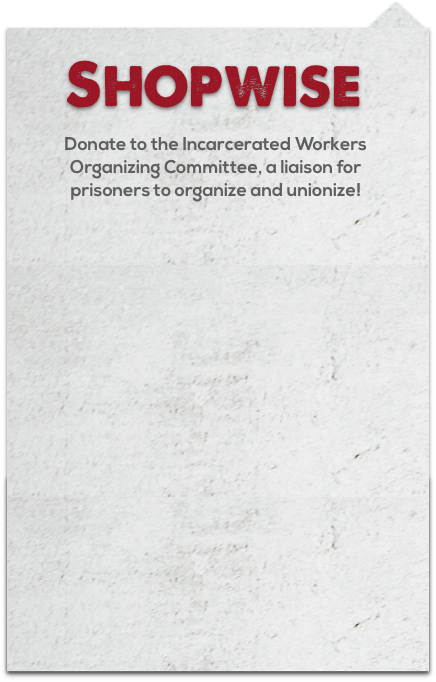 SHOPWISE
Donate to the Incarcerated Workers
Organizing Committee, a liaison for
prisoners to organize and unionize!